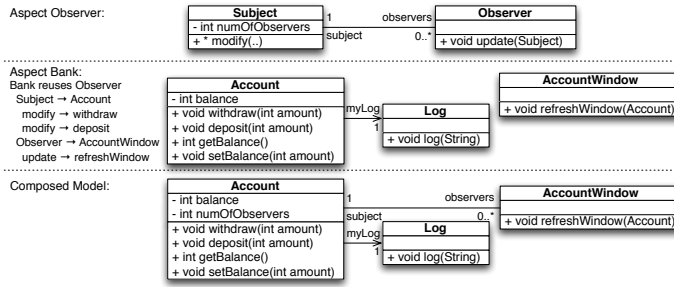 Aspect Observer:
Subject
- int numOfObservers
+ * modify(..)
1 observers
subject 0..*
Observer
+ void update(Subject)
Aspect Bank:
Bank reuses Observer
Subject → Account
modify → withdraw
modify → deposit
Observer → AccountWindow
update → refreshWindow
Account
- int balance
+ void withdraw(int amount)
+ void deposit(int amount)
+ int getBalance()
+ void setBalance(int amount)
myLog
1
Log
+ void log(String)
AccountWindow
+ void refreshWindow(Account)
Composed Model:
Account
- int balance
- int numOfObservers
+ void withdraw(int amount)
+ void deposit(int amount)
+ int getBalance()
+ void setBalance(int amount)
1 observers
subject 0..*
myLog
1
Log
+ void log(String)
AccountWindow
+ void refreshWindow(Account)